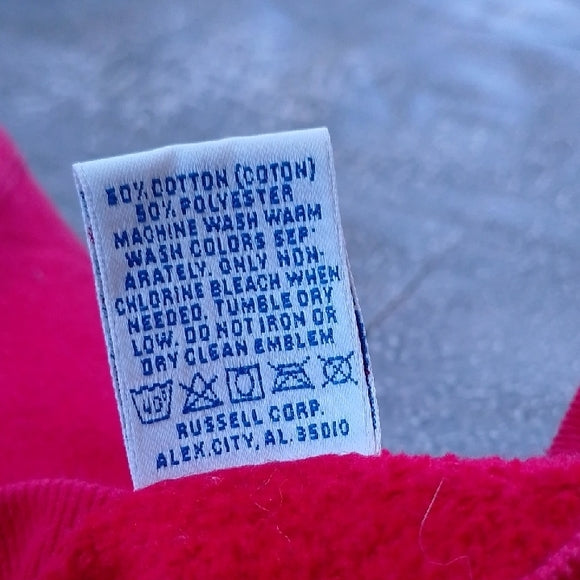 50% COTTON (COTON)
50% POLYESTER
MACHINE WASH WARM
WASH COLORS SEP-
ARATELY. ONLY NON-
CHLORINE BLEACH WHEN
NEEDED. TUMBLE DRY
LOW. DO NOT IRON OR
DRY CLEAN EMBLEM
40°
RUSSELL CORP.
ALEX. CITY, AL. 35010